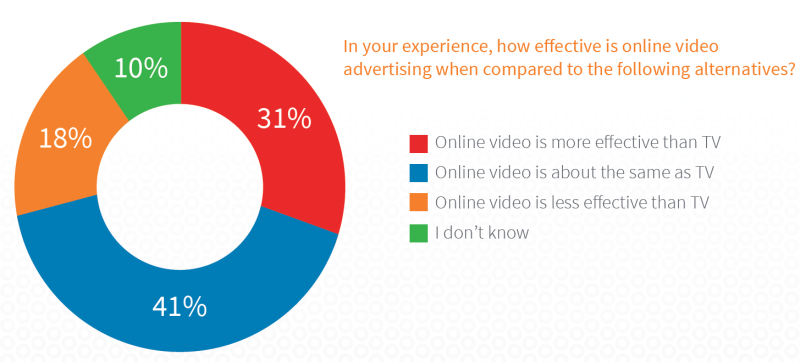 In your experience, how effective is online video
advertising when compared to the following alternatives?
10%
31%
18%
41%
Online video is more effective than TV
Online video is about the same as TV
Online video is less effective than TV
I don’t know